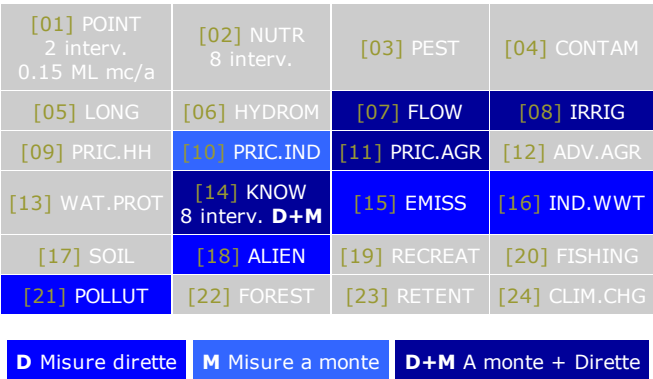 [01] POINT
2 interv.
0.15 ML mc/a
[02] NUTR
8 interv.
[03] PEST
[04] CONTAM
[05] LONG
[06] HYDROM
[07] FLOW
[08] IRRIG
[09] PRIC.HH
[10] PRIC.IND
[11] PRIC.AGR
[12] ADV.AGR
[13] WAT.PROT
[14] KNOW
8 interv. D+M
[15] EMISS
[16] IND.WWT
[17] SOIL
[18] ALIEN
[19] RECREAT
[20] FISHING
[21] POLLUT
[22] FOREST
[23] RETENT
[24] CLIM.CHG
D Misure dirette
M Misure a monte
D+M A monte + Dirette